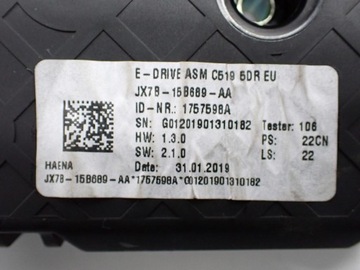 E-DRIVE ASM C519 5DR EU
JX7B-15B689-AA
ID-NR.: 1757598A
SN: G01201901310182 Tester: 106
HW: 1.3.0 PS: 22CN
SW: 2.1.0 LS: 22
HAENA Date: 31.01.2019
JX7B-15B689-AA*1757598A*G01201901310182